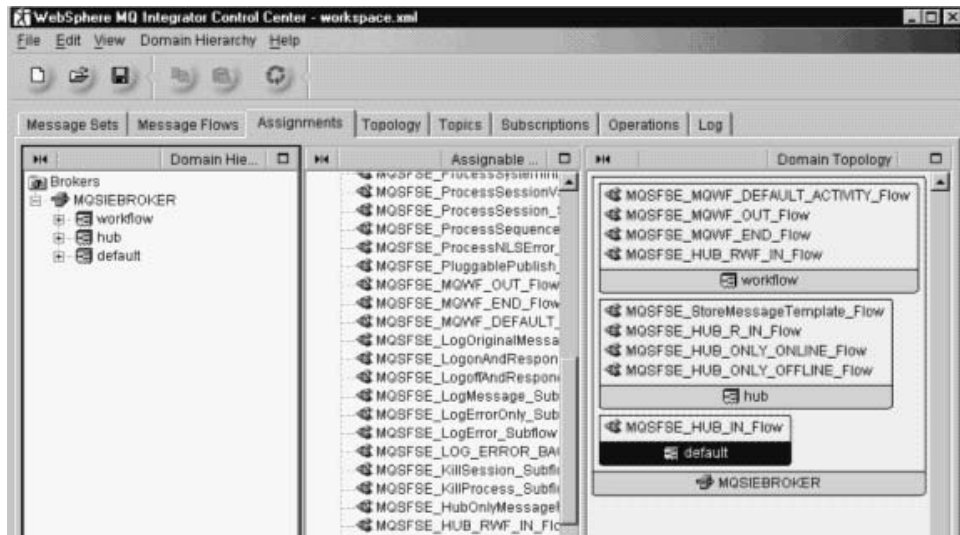 WebSphere MQ Integrator Control Center - workspace.xml
File Edit View Domain Hierarchy Help
Message Sets Message Flows Assignments Topology Topics Subscriptions Operations Log
Domain Hie...
Brokers
MQSIEBROKER
workflow
hub
default
Assignable ...
MQSFSE_ProcessSessionV
MQSFSE_ProcessSession_
MQSFSE_ProcessSequence
MQSFSE_ProcessNLSError_
MQSFSE_PluggablePublish_
MQSFSE_MQWF_OUT_Flow
MQSFSE_MQWF_END_Flow
MQSFSE_MQWF_DEFAULT_
MQSFSE_LogOriginalMessa
MQSFSE_LogonAndRespon
MQSFSE_LogoffAndRespon
MQSFSE_LogMessage_Sub
MQSFSE_LogErrorOnly_Sub
MQSFSE_LogError_Subflow
MQSFSE_LOG_ERROR_BA
MQSFSE_KillSession_Subfl
MQSFSE_KillProcess_Subfl
MQSFSE_HubOnlyMessage
MQSFSE_HUB_RWF_IN_Flo
Domain Topology
MQSFSE_MQWF_DEFAULT_ACTIVITY_Flow
MQSFSE_MQWF_OUT_Flow
MQSFSE_MQWF_END_Flow
MQSFSE_HUB_RWF_IN_Flow
workflow
MQSFSE_StoreMessageTemplate_Flow
MQSFSE_HUB_R_IN_Flow
MQSFSE_HUB_ONLY_ONLINE_Flow
MQSFSE_HUB_ONLY_OFFLINE_Flow
hub
MQSFSE_HUB_IN_Flow
default
MQSIEBROKER